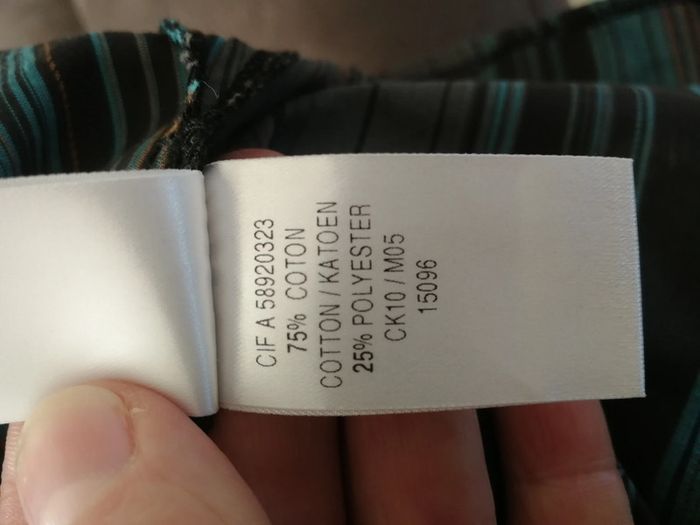 CIF A 58920323
75% COTON
COTTON / KATOEN
25% POLYESTER
CK10 / M05
15096